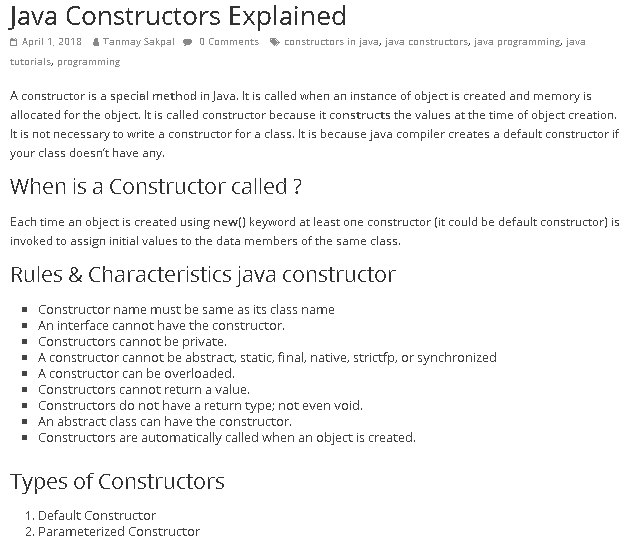 Java Constructors Explained
April 1, 2018 Tanmay Sakpal 0 Comments constructors in java, java constructors, java programming, java
tutorials, programming
A constructor is a special method in Java. It is called when an instance of object is created and memory is
allocated for the object. It is called constructor because it constructs the values at the time of object creation.
It is not necessary to write a constructor for a class. It is because java compiler creates a default constructor if
your class doesn't have any.
When is a Constructor called ?
Each time an object is created using new() keyword at least one constructor (it could be default constructor) is
invoked to assign initial values to the data members of the same class.
Rules & Characteristics java constructor
Constructor name must be same as its class name
An interface cannot have the constructor.
Constructors cannot be private.
A constructor cannot be abstract, static, final, native, strictfp, or synchronized
A constructor can be overloaded.
Constructors cannot return a value.
Constructors do not have a return type; not even void.
An abstract class can have the constructor.
Constructors are automatically called when an object is created.
Types of Constructors
1. Default Constructor
2. Parameterized Constructor